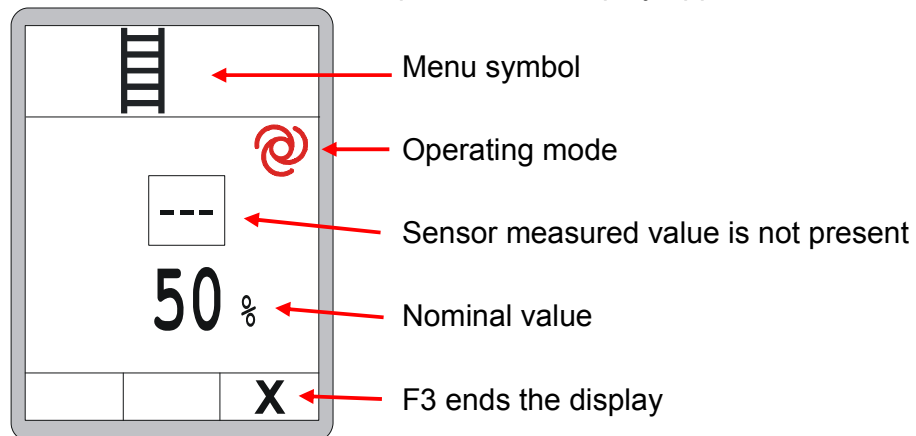 Menu symbol
Operating mode
---
Sensor measured value is not present
50 %
Nominal value
X
F3 ends the display